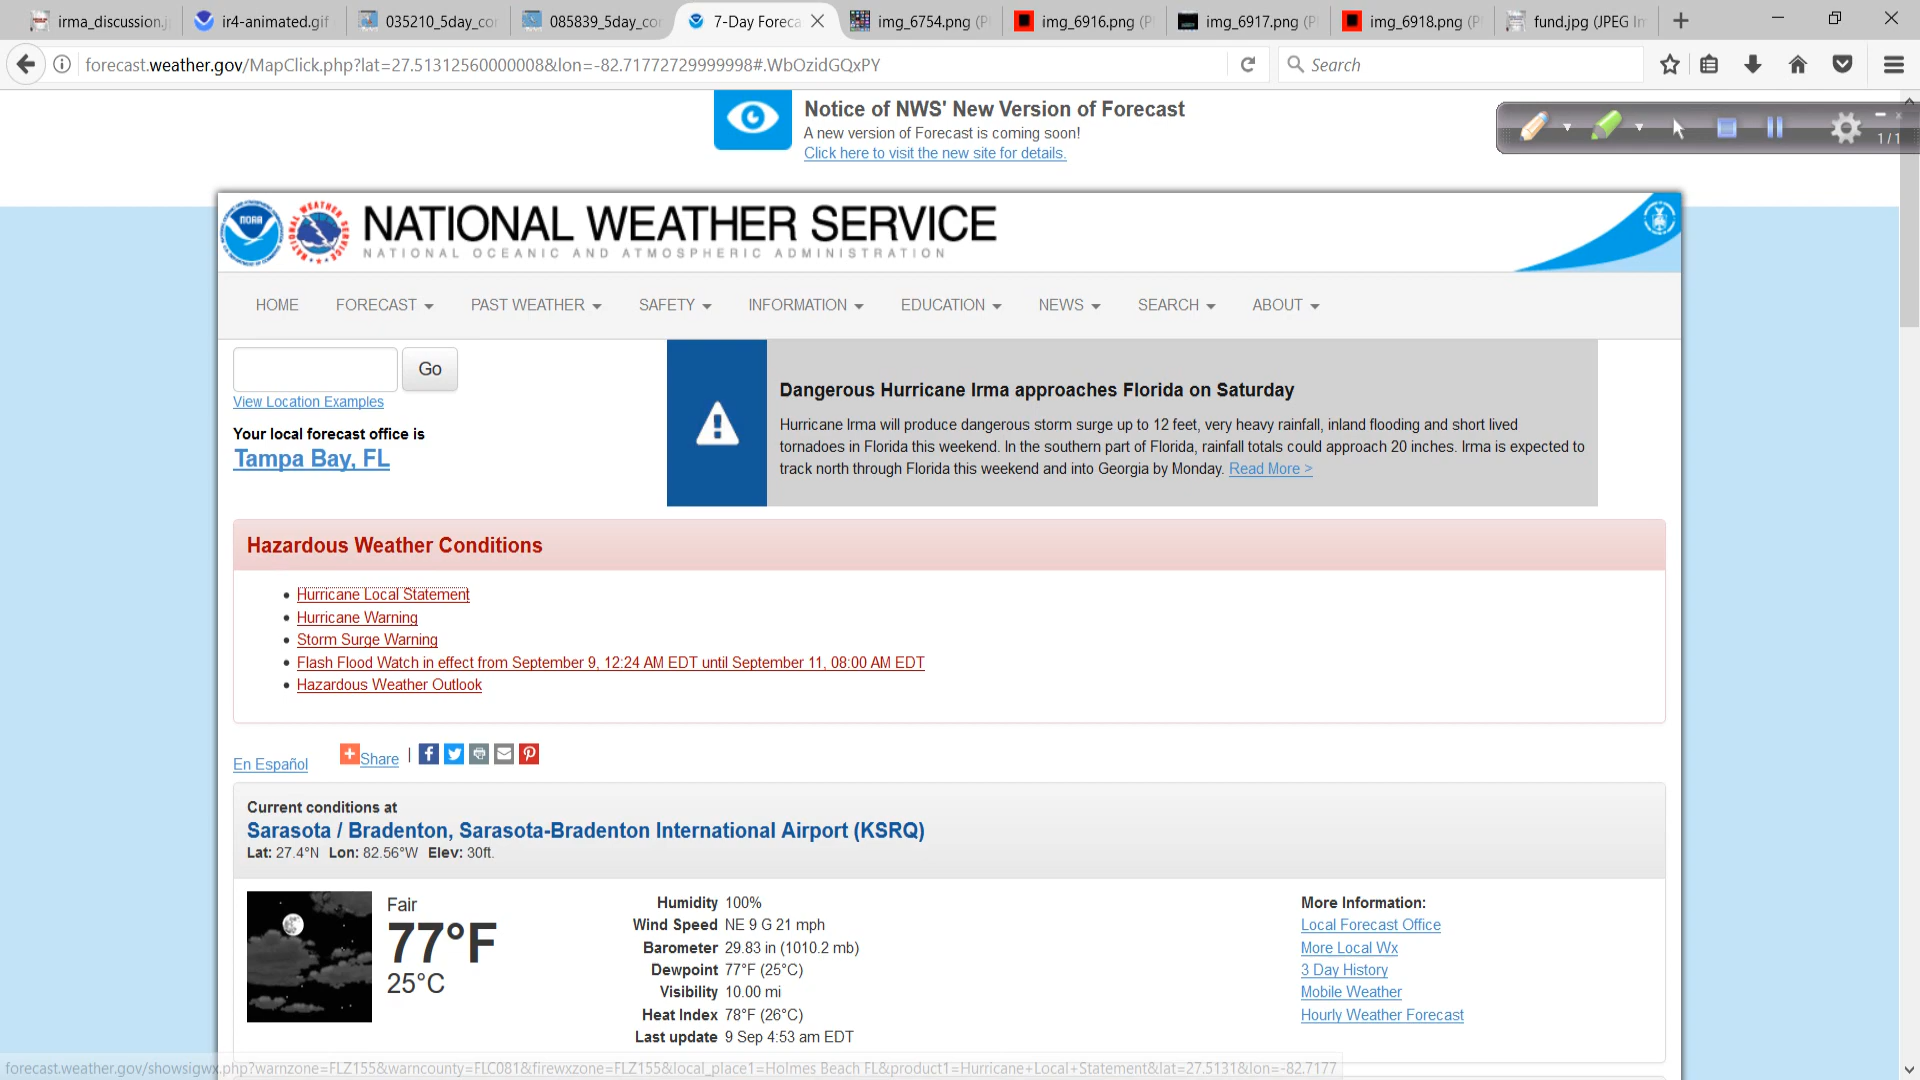 irma_discussion.j
ir4-animated.gif
035210_5day_co
085839_5day_co
7-Day Foreca
img_6754.png (P
img_6916.png (P
img_6917.png (P
img_6918.png (P
fund.jpg (JPEG Im
forecast.weather.gov/MapClick.php?lat=27.51312560000008&lon=-82.71772729999998#.WbOzidGQxPY
Search
Notice of NWS' New Version of Forecast
A new version of Forecast is coming soon!
Click here to visit the new site for details.
1/1
NOAA
NATIONAL WEATHER SERVICE
NATIONAL OCEANIC AND ATMOSPHERIC ADMINISTRATION
HOME FORECAST PAST WEATHER SAFETY INFORMATION EDUCATION NEWS SEARCH ABOUT
Go
View Location Examples
Your local forecast office is
Tampa Bay, FL
Dangerous Hurricane Irma approaches Florida on Saturday
Hurricane Irma will produce dangerous storm surge up to 12 feet, very heavy rainfall, inland flooding and short lived
tornadoes in Florida this weekend. In the southern part of Florida, rainfall totals could approach 20 inches. Irma is expected to
track north through Florida this weekend and into Georgia by Monday. Read More >
Hazardous Weather Conditions
Hurricane Local Statement
Hurricane Warning
Storm Surge Warning
Flash Flood Watch in effect from September 9, 12:24 AM EDT until September 11, 08:00 AM EDT
Hazardous Weather Outlook
En Español
Share |
Current conditions at
Sarasota / Bradenton, Sarasota-Bradenton International Airport (KSRQ)
Lat: 27.4°N Lon: 82.56°W Elev: 30ft.
Fair
77°F
25°C
Humidity 100%
Wind Speed NE 9 G 21 mph
Barometer 29.83 in (1010.2 mb)
Dewpoint 77°F (25°C)
Visibility 10.00 mi
Heat Index 78°F (26°C)
Last update 9 Sep 4:53 am EDT
More Information:
Local Forecast Office
More Local Wx
3 Day History
Mobile Weather
Hourly Weather Forecast
forecast.weather.gov/showsigwx.php?warnzone=FLZ155&warncounty=FLC081&firewxzone=FLZ155&local_place1=Holmes Beach FL&product1=Hurricane+Local+Statement&lat=27.5131&lon=-82.7177